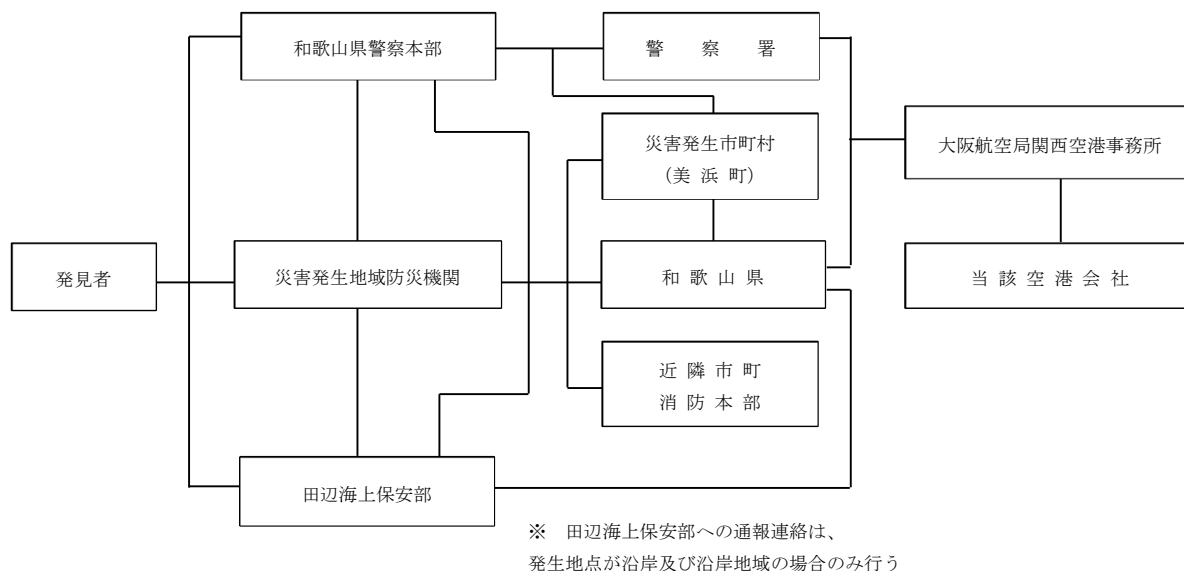 和歌山県警察本部
警 察 署
災害発生市町村
(美 浜 町)
大阪航空局関西空港事務所
発見者
災害発生地域防災機関
和 歌 山 県
当 該 空 港 会 社
近 隣 市 町
消 防 本 部
田辺海上保安部
※ 田辺海上保安部への通報連絡は、
発生地点が沿岸及び沿岸地域の場合のみ行う